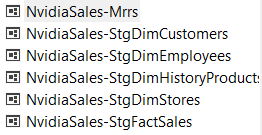 NvidiaSales-Mrrs
NvidiaSales-StgDimCustomers
NvidiaSales-StgDimEmployees
NvidiaSales-StgDimHistoryProducts
NvidiaSales-StgDimStores
NvidiaSales-StgFactSales